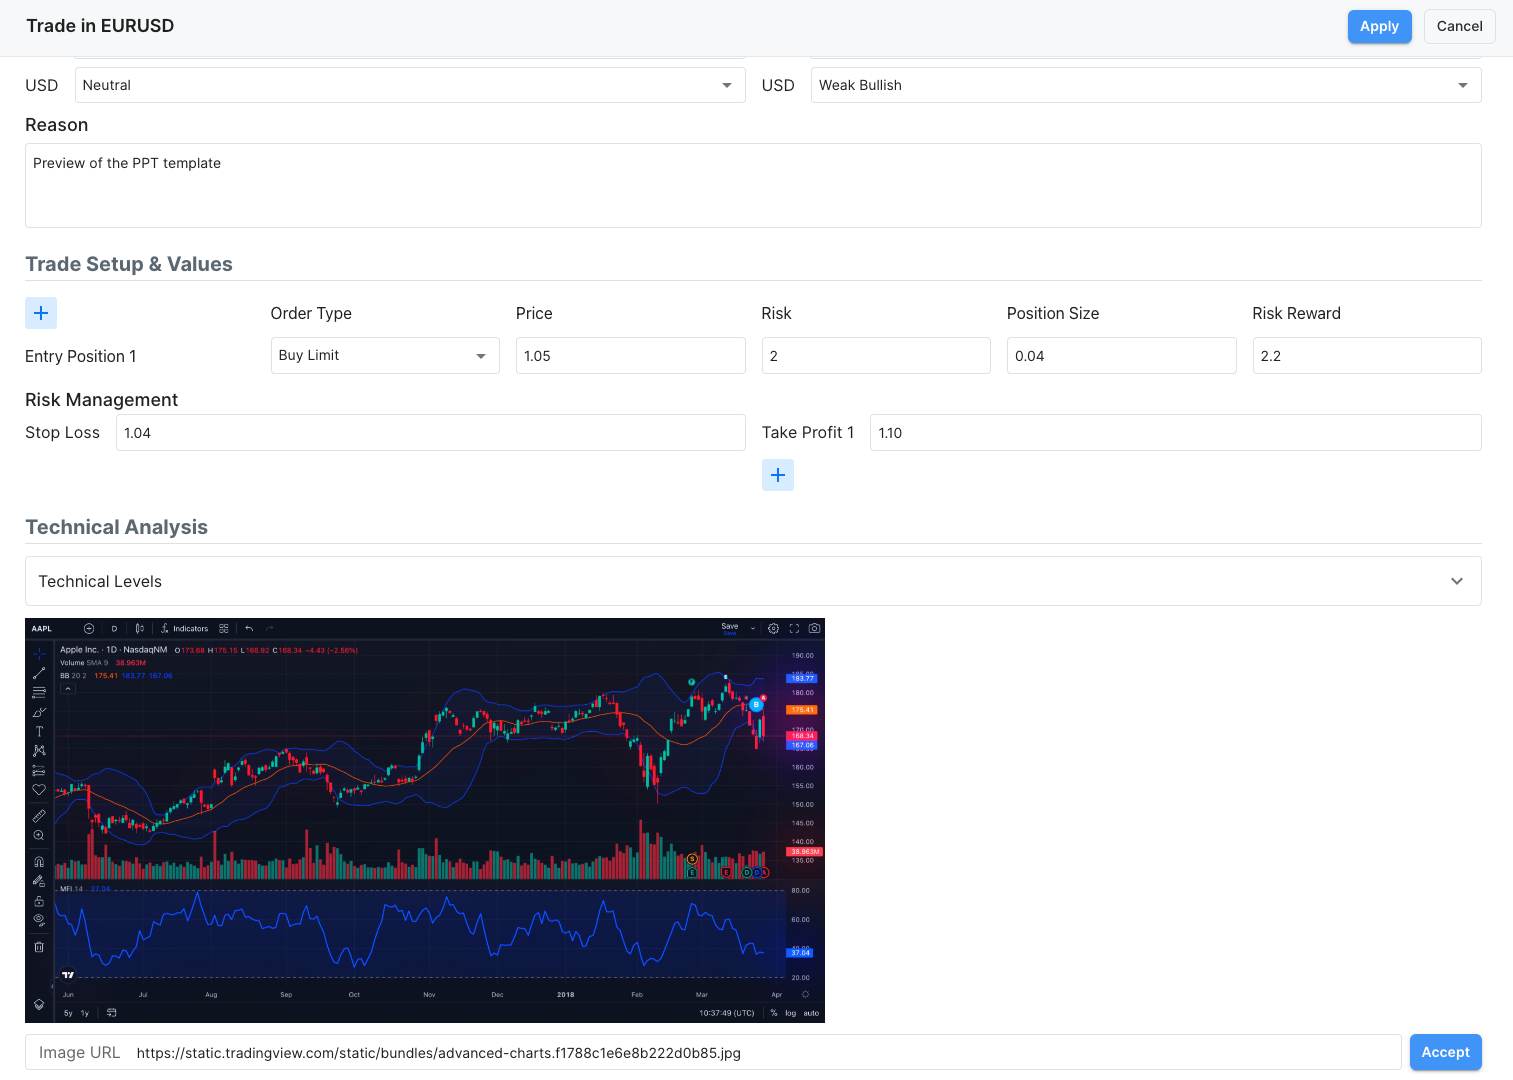 Trade in EURUSD
Apply
Cancel
USD Neutral
USD Weak Bullish
Reason
Preview of the PPT template
Trade Setup & Values
Order Type Price Risk Position Size Risk Reward
Entry Position 1 Buy Limit 1.05 2 0.04 2.2
Risk Management
Stop Loss 1.04
Take Profit 1 1.10
Technical Analysis
Technical Levels
AAPL D Indicators Save
Save
Apple Inc. · 1D · NasdaqNM O173.68 H175.15 L166.92 C168.34 −4.43 (−2.56%)
Volume SMA 9 38.963M
BB 20 2 175.41 183.77 167.06
190.00
183.77
180.00
175.41
170.00
168.34
167.06
160.00
155.00
150.00
145.00
140.00
38.963M
135.00
MFI 14 37.04
80.00
60.00
40.00
37.04
20.00
Jun Jul Aug Sep Oct Nov Dec 2018 Feb Mar Apr
5y 1y
10:37:49 (UTC) % log auto
Image URL https://static.tradingview.com/static/bundles/advanced-charts.f1788c1e6e8b222d0b85.jpg
Accept